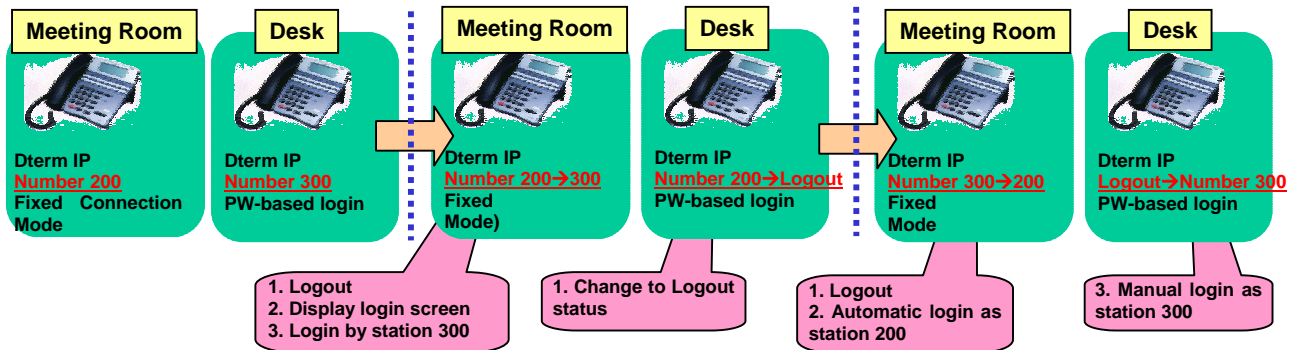 Meeting Room
Dterm IP
Number 200
Fixed Connection
Mode
Desk
Dterm IP
Number 300
PW-based login
Meeting Room
Dterm IP
Number 200→300
Fixed
Mode)
1. Logout
2. Display login screen
3. Login by station 300
Desk
Dterm IP
Number 200→Logout
PW-based login
1. Change to Logout
status
Meeting Room
Dterm IP
Number 300→200
Fixed
Mode
1. Logout
2. Automatic login as
station 200
Desk
Dterm IP
Logout→Number 300
PW-based login
3. Manual login as
station 300